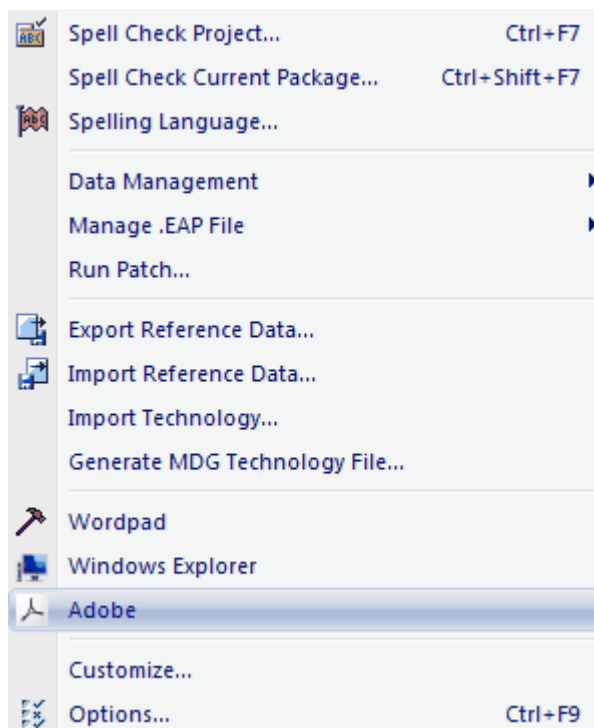 Spell Check Project... Ctrl+F7
Spell Check Current Package... Ctrl+Shift+F7
Spelling Language...
Data Management
Manage .EAP File
Run Patch...
Export Reference Data...
Import Reference Data...
Import Technology...
Generate MDG Technology File...
Wordpad
Windows Explorer
Adobe
Customize...
Options... Ctrl+F9